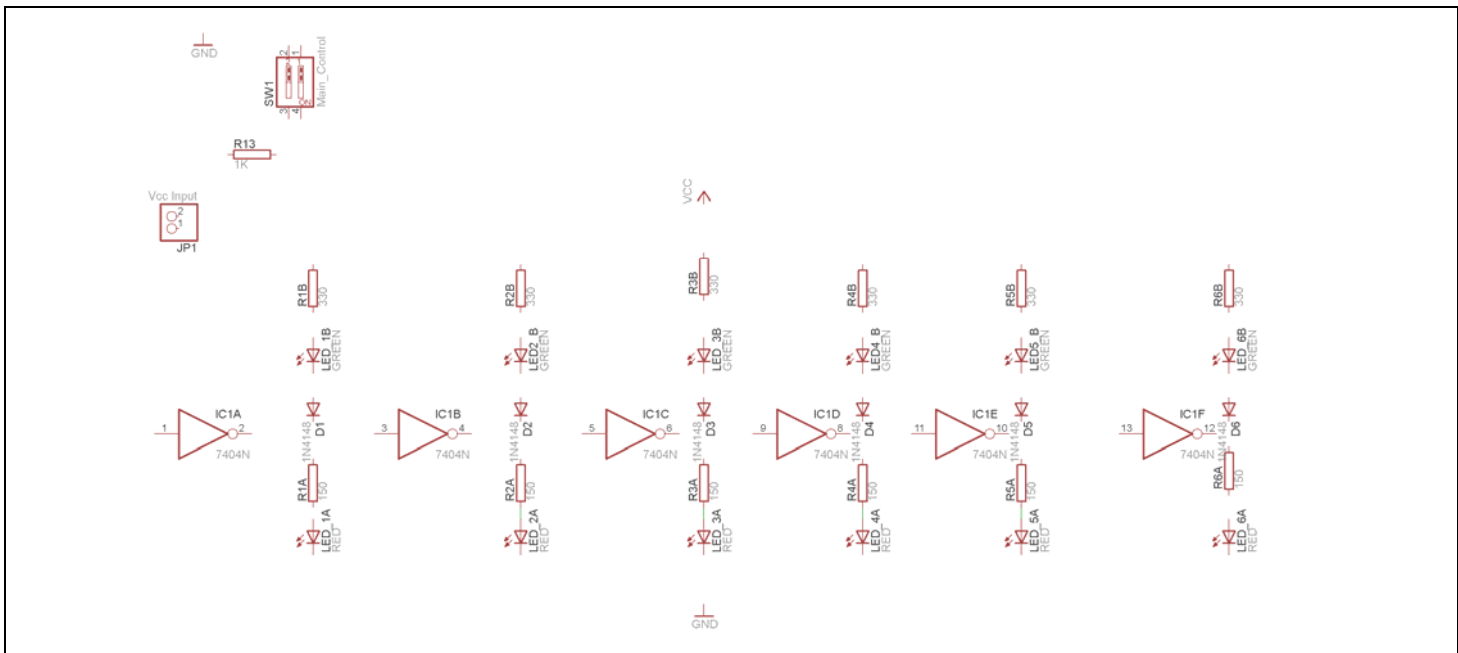 GND
2 1
SW1
Main_Control
ON
3 4
R13
1K
Vcc Input
2
1
JP1
VCC
R1B
330
R2B
330
R3B
330
R4B
330
R5B
330
R6B
330
LED_1B
GREEN
LED2_B
GREEN
LED_3B
GREEN
LED4_B
GREEN
LED5_B
GREEN
LED_6B
GREEN
1 IC1A 2
7404N
D1
1N4148
3 IC1B 4
7404N
D2
1N4148
5 IC1C 6
7404N
D3
1N4148
9 IC1D 8
7404N
D4
1N4148
11 IC1E 10
7404N
D5
1N4148
13 IC1F 12
7404N
D6
1N4148
R1A
150
R2A
150
R3A
150
R4A
150
R5A
150
R6A
150
LED_1A
RED
LED_2A
RED
LED_3A
RED
LED_4A
RED
LED_5A
RED
LED_6A
RED
GND